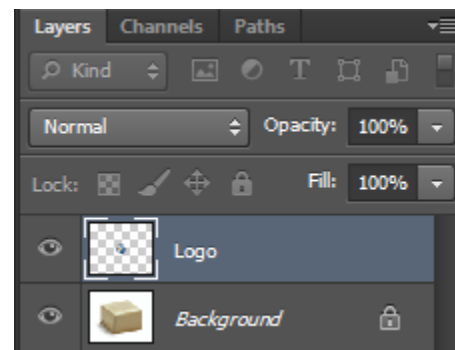 Layers Channels Paths
Kind
Normal Opacity: 100%
Lock: Fill: 100%
Logo
Background